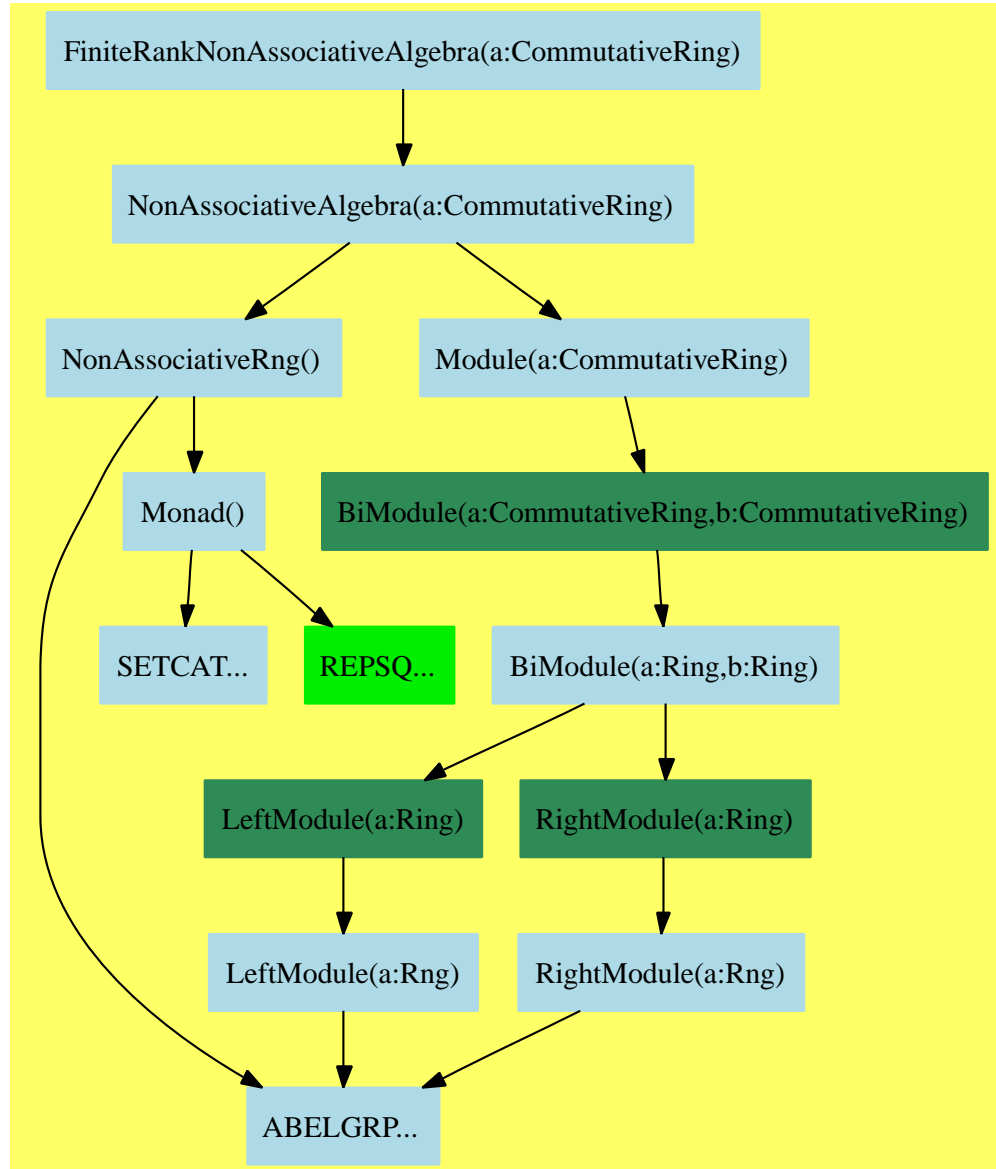 FiniteRankNonAssociativeAlgebra(a:CommutativeRing)
NonAssociativeAlgebra(a:CommutativeRing)
NonAssociativeRng()
Module(a:CommutativeRing)
Monad()
BiModule(a:CommutativeRing,b:CommutativeRing)
SETCAT...
REPSQ...
BiModule(a:Ring,b:Ring)
LeftModule(a:Ring)
RightModule(a:Ring)
LeftModule(a:Rng)
RightModule(a:Rng)
ABELGRP...